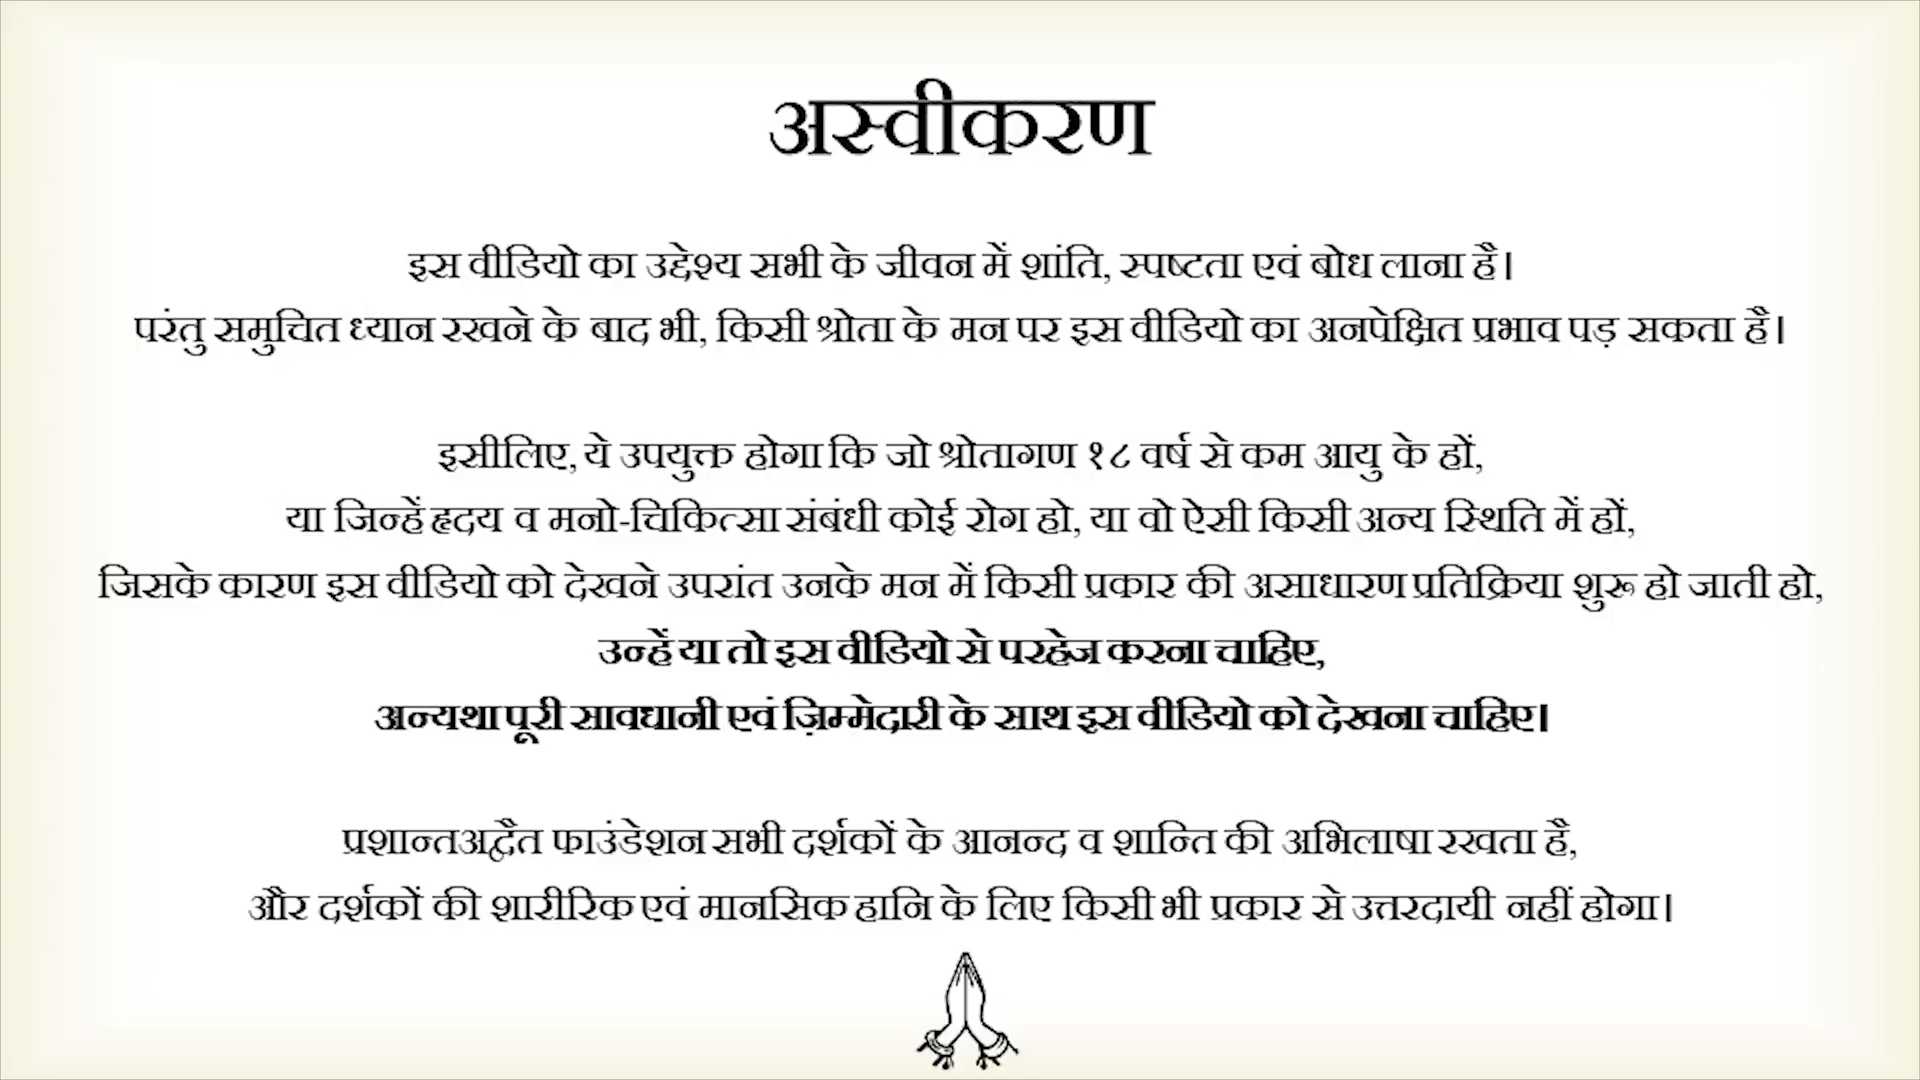 अस्वीकरण
इस वीडियो का उद्देश्य सभी के जीवन में शांति, स्पष्टता एवं बोध लाना है।
परंतु समुचित ध्यान रखने के बाद भी, किसी श्रोता के मन पर इस वीडियो का अनपेक्षित प्रभाव पड़ सकता है।
इसीलिए, ये उपयुक्त होगा कि जो श्रोतागण १८ वर्ष से कम आयु के हों,
या जिन्हें हृदय व मनो-चिकित्सा संबंधी कोई रोग हो, या वो ऐसी किसी अन्य स्थिति में हों,
जिसके कारण इस वीडियो को देखने उपरांत उनके मन में किसी प्रकार की असाधारण प्रतिक्रिया शुरू हो जाती हो,
उन्हें या तो इस वीडियो से परहेज करना चाहिए,
अन्यथा पूरी सावधानी एवं ज़िम्मेदारी के साथ इस वीडियो को देखना चाहिए।
प्रशान्तअद्वैत फाउंडेशन सभी दर्शकों के आनन्द व शान्ति की अभिलाषा रखता है,
और दर्शकों की शारीरिक एवं मानसिक हानि के लिए किसी भी प्रकार से उत्तरदायी नहीं होगा।